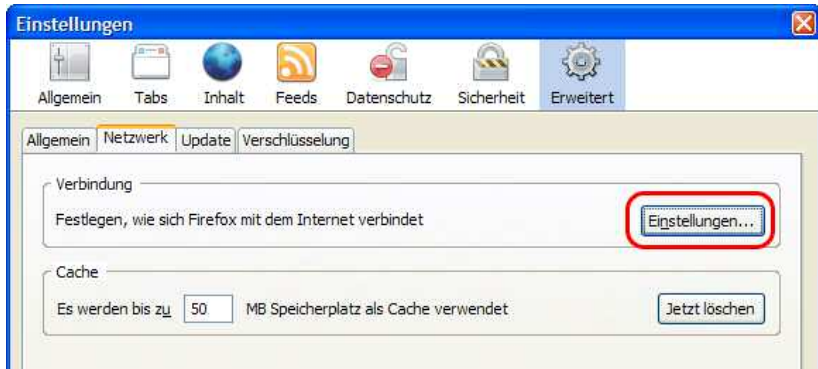 Einstellungen
Allgemein Tabs Inhalt Feeds Datenschutz Sicherheit Erweitert
Allgemein Netzwerk Update Verschlüsselung
Verbindung
Festlegen, wie sich Firefox mit dem Internet verbindet Einstellungen...
Cache
Es werden bis zu 50 MB Speicherplatz als Cache verwendet Jetzt löschen